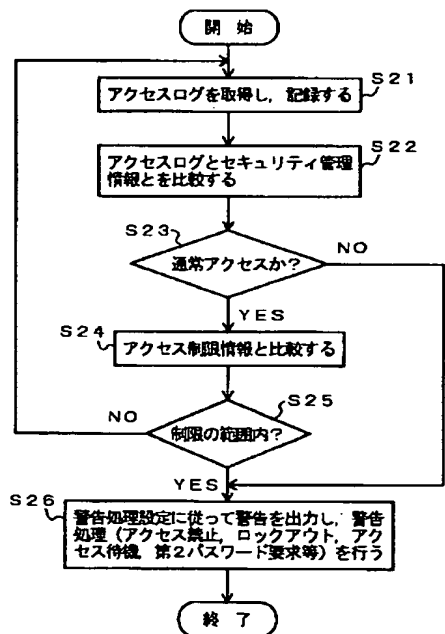 開 始
S21
アクセスログを取得し,記録する
S22
アクセスログとセキュリティ管理
情報とを比較する
S23
通常アクセスか?
NO
YES
S24
アクセス制限情報と比較する
S25
制限の範囲内?
NO
YES
S26
警告処理設定に従って警告を出力し,警告
処理(アクセス禁止,ロックアウト,アク
セス待機,第2パスワード要求等)を行う
終 了